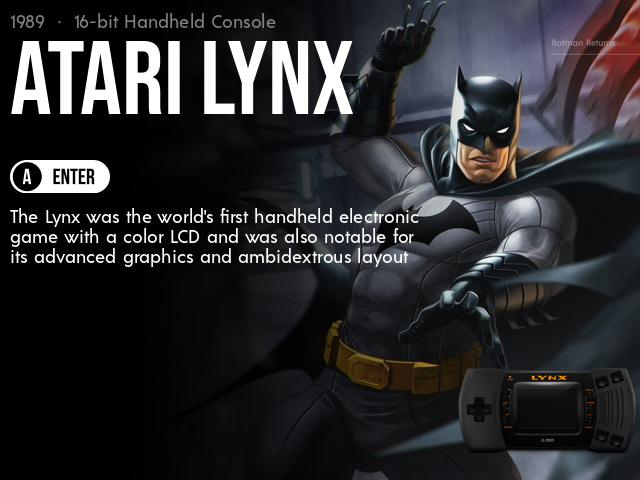 1989 · 16-bit Handheld Console
Batman Returns
ATARI LYNX
A ENTER
The Lynx was the world's first handheld electronic
game with a color LCD and was also notable for
its advanced graphics and ambidextrous layout
LYNX